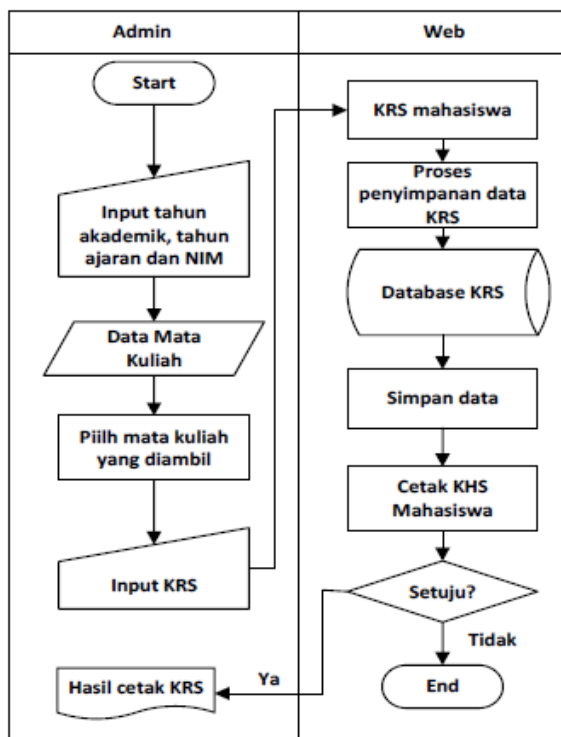 Admin
Web
Start
Input tahun
akademik, tahun
ajaran dan NIM
Data Mata
Kuliah
Piilh mata kuliah
yang diambil
Input KRS
KRS mahasiswa
Proses
penyimpanan data
KRS
Database KRS
Simpan data
Cetak KHS
Mahasiswa
Setuju?
Tidak
End
Ya
Hasil cetak KRS